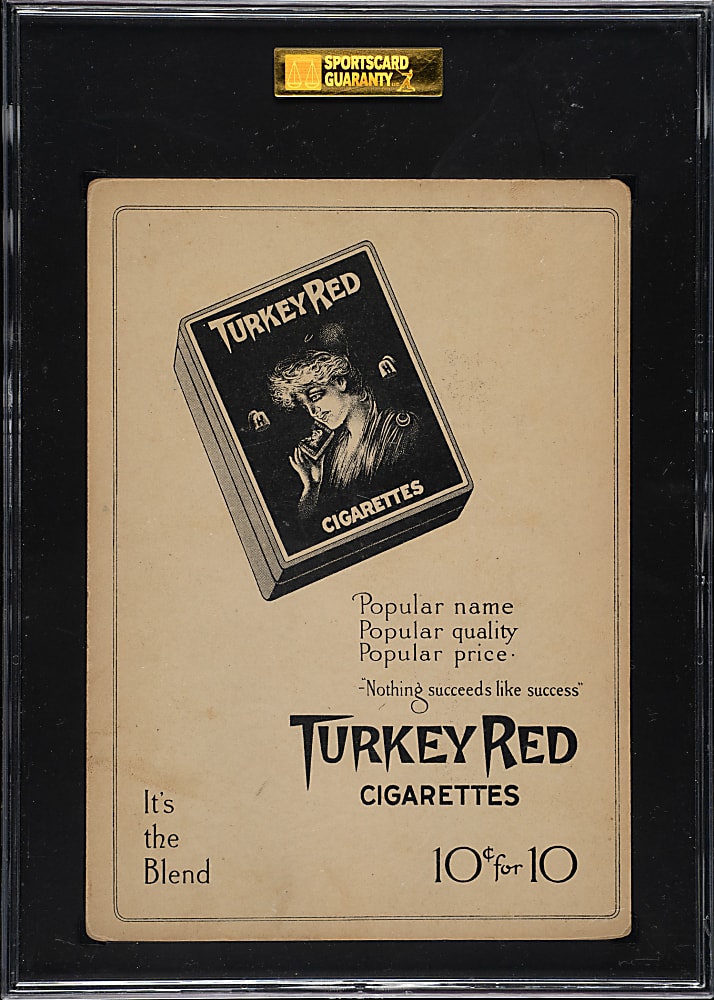 SPORTSCARD
GUARANTY
TURKEY RED
CIGARETTES
Popular name
Popular quality
Popular price.
-"Nothing succeeds like success"
TURKEY RED
CIGARETTES
It's
the
Blend
10¢ for 10